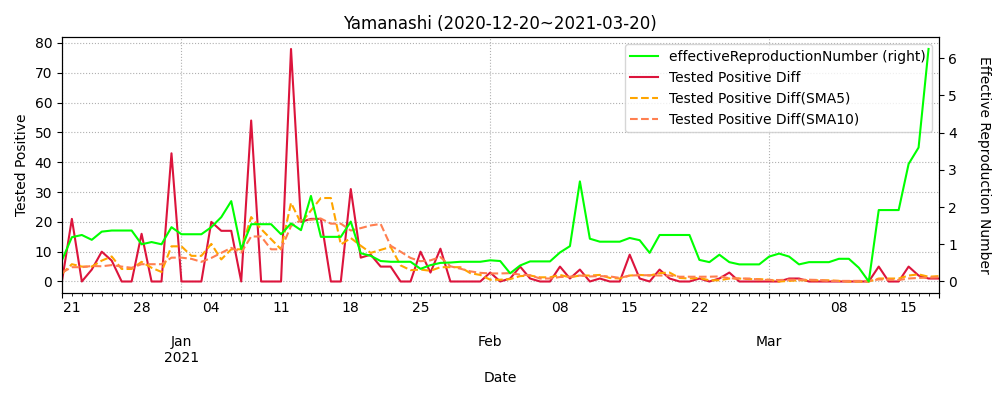 Yamanashi (2020-12-20~2021-03-20)
effectiveReproductionNumber (right)
Tested Positive Diff
Tested Positive Diff(SMA5)
Tested Positive Diff(SMA10)
Tested Positive
80
70
60
50
40
30
20
10
0
Effective Reproduction Number
6
5
4
3
2
1
0
21 28 04 11 18 25 08 15 22 08 15
Jan Feb Mar
2021
Date